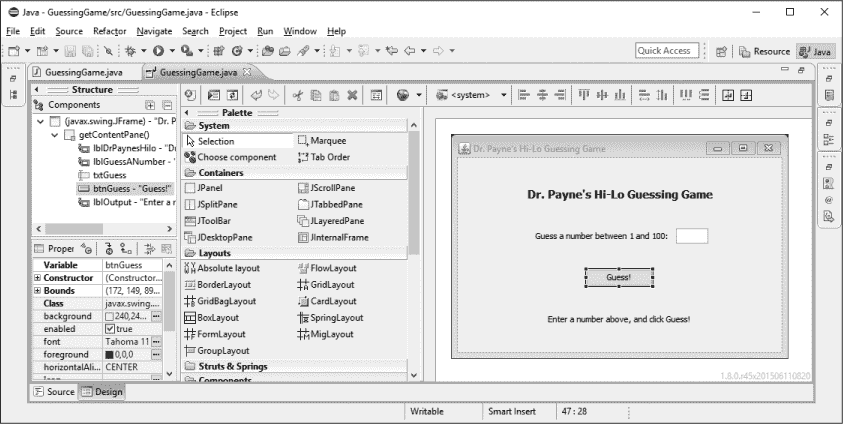 Java - GuessingGame/src/GuessingGame.java - Eclipse
File Edit Source Refactor Navigate Search Project Run Window Help
Quick Access Resource Java
GuessingGame.java GuessingGame.java
Structure
Components
(javax.swing.JFrame) - "Dr. P
getContentPane()
lblDrPaynesHilo - "D
lblGuessANumber -
txtGuess
btnGuess - "Guess!"
lblOutput - "Enter a r
Proper
Variable btnGuess
Constructor (Constructor...
Bounds (172, 149, 89...
Class javax.swing....
background 240,24...
enabled true
font Tahoma 11
foreground 0,0,0
horizontalAli... CENTER
Source Design
<system>
Palette
System
Selection Marquee
Choose component Tab Order
Containers
JPanel JScrollPane
JSplitPane JTabbedPane
JToolBar JLayeredPane
JDesktopPane JInternalFrame
Layouts
Absolute layout FlowLayout
BorderLayout GridLayout
GridBagLayout CardLayout
BoxLayout SpringLayout
FormLayout MigLayout
GroupLayout
Struts & Springs
Components
Dr. Payne's Hi-Lo Guessing Game
Dr. Payne's Hi-Lo Guessing Game
Guess a number between 1 and 100:
Guess!
Enter a number above, and click Guess!
1.8.0.r45x201506110820
Writable Smart Insert 47 : 28